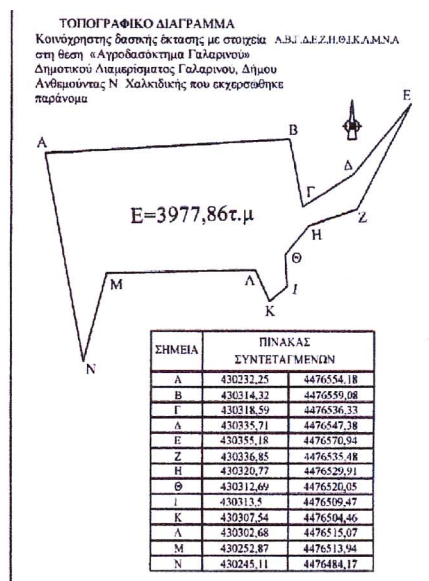 ΤΟΠΟΓΡΑΦΙΚΟ ΔΙΑΓΡΑΜΜΑ
Κοινόχρηστης δασικής έκτασης με στοιχεία Α.Β.Γ.Δ.Ε.Ζ.Η.Θ.Ι.Κ.Λ.Μ.Ν.Α
στη θεση «Αγροδασόκτημα Γαλαρινού»
Δημοτικού Διαμερίσματος Γαλαρινου, Δήμου
Ανθεμούντας Ν Χαλκιδικής που εκχερσωθηκε
παράνομα
Ε
Β
Α
Δ
Γ
Ζ
Ε=3977,86τ.μ
Η
Θ
Μ
Λ
Ι
Κ
Ν
ΣΗΜΕΙΑ ΠΙΝΑΚΑΣ
ΣΥΝΤΕΤΑΓΜΕΝΩΝ
Α 430232,25 4476554,18
Β 430314,32 4476559,08
Γ 430318,59 4476536,33
Δ 430335,71 4476547,38
Ε 430355,18 4476570,94
Ζ 430336,85 4476535,48
Η 430320,77 4476529,91
Θ 430312,69 4476520,05
Ι 430313,5 4476509,47
Κ 430307,54 4476504,46
Λ 430302,68 4476515,07
Μ 430252,87 4476513,94
Ν 430245,11 4476484,17